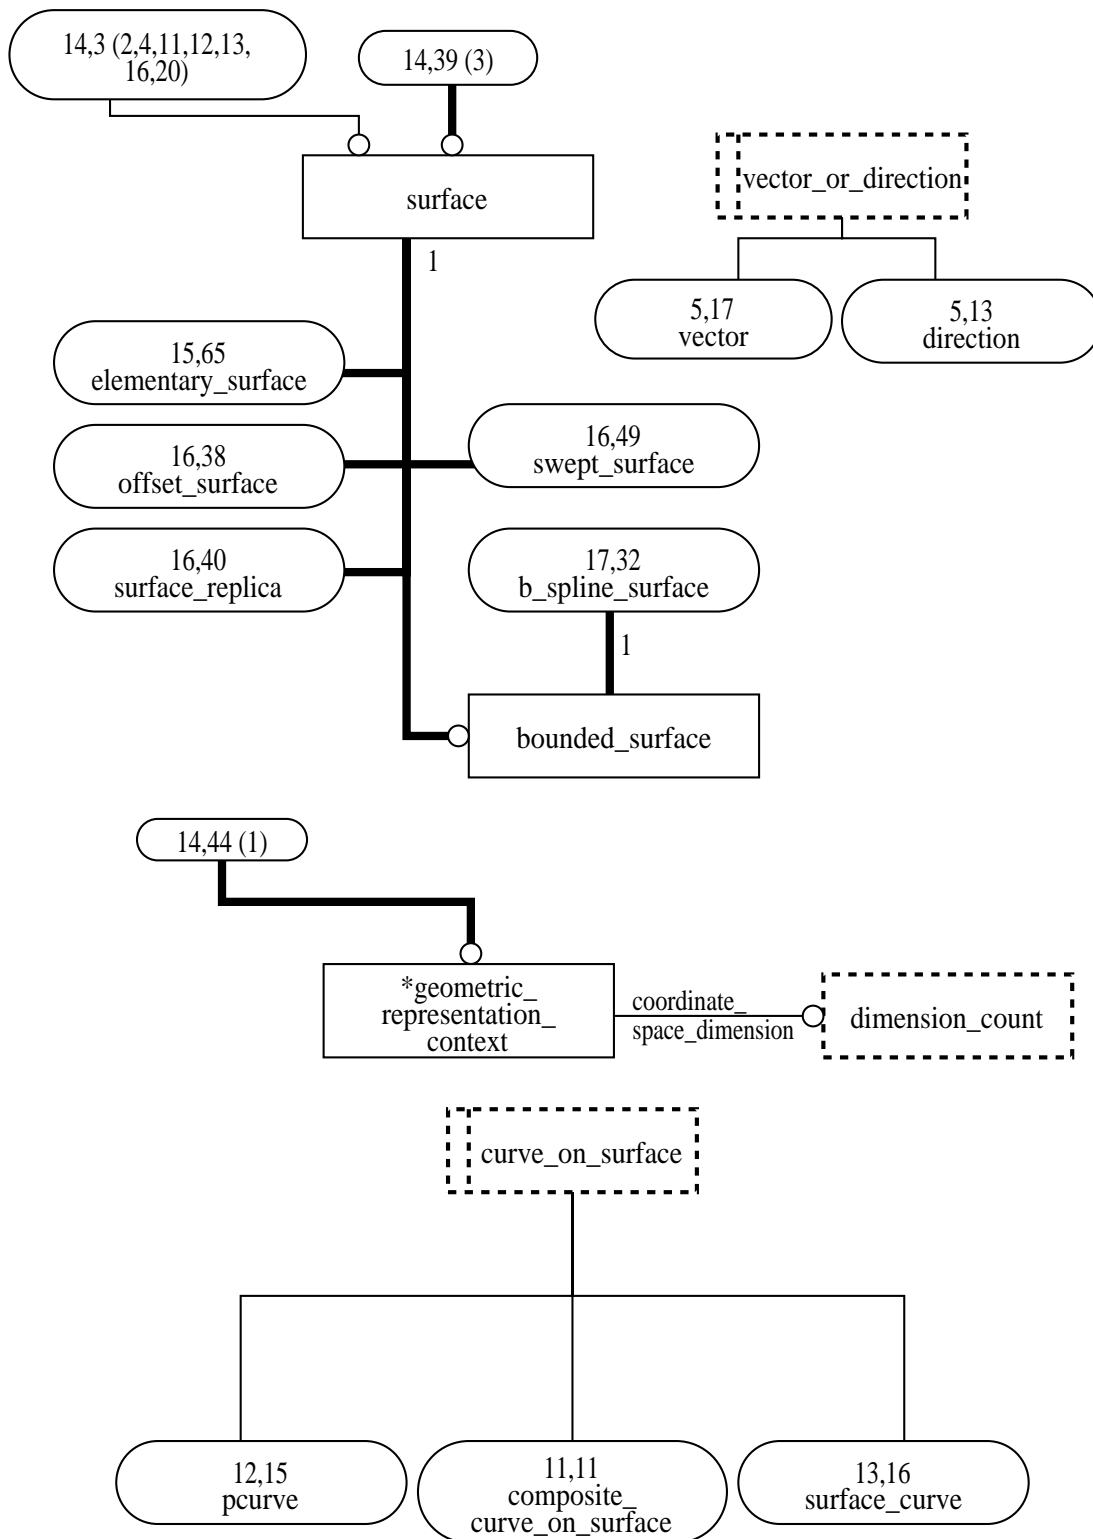 14,3 (2,4,11,12,13,
16,20)
14,39 (3)
surface
vector_or_direction
1
5,17
vector
5,13
direction
15,65
elementary_surface
16,38
offset_surface
16,49
swept_surface
16,40
surface_replica
17,32
b_spline_surface
1
bounded_surface
14,44 (1)
*geometric_
representation_
context
coordinate_
space_dimension
dimension_count
curve_on_surface
12,15
pcurve
11,11
composite_
curve_on_surface
13,16
surface_curve